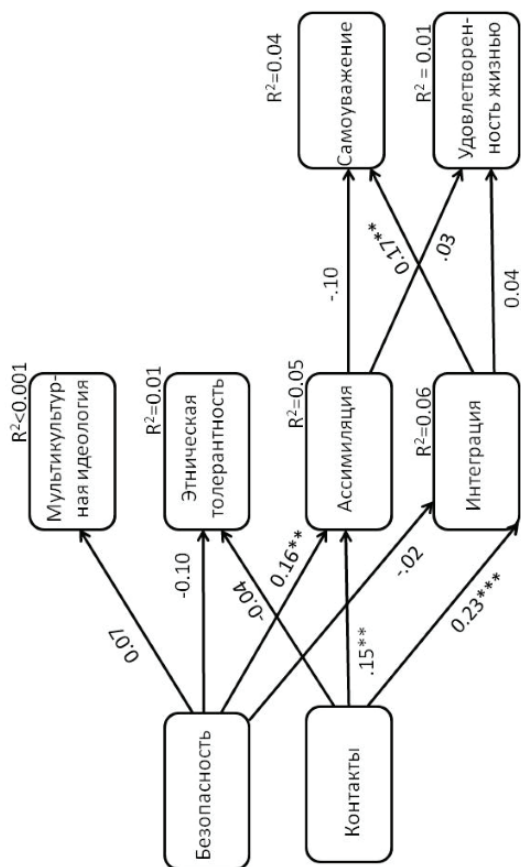 R²<0.001
Мультикультур-
ная идеология
R²=0.01
Этническая
толерантность
R²=0.05
Ассимиляция
R²=0.06
Интеграция
R²=0.04
Самоуважение
R² = 0.01
Удовлетворен-
ность жизнью
Безопасность
Контакты
0.07
-0.10
0.16**
-.02
-0.04
.15**
0.23***
-.10
.03
0.17**
0.04